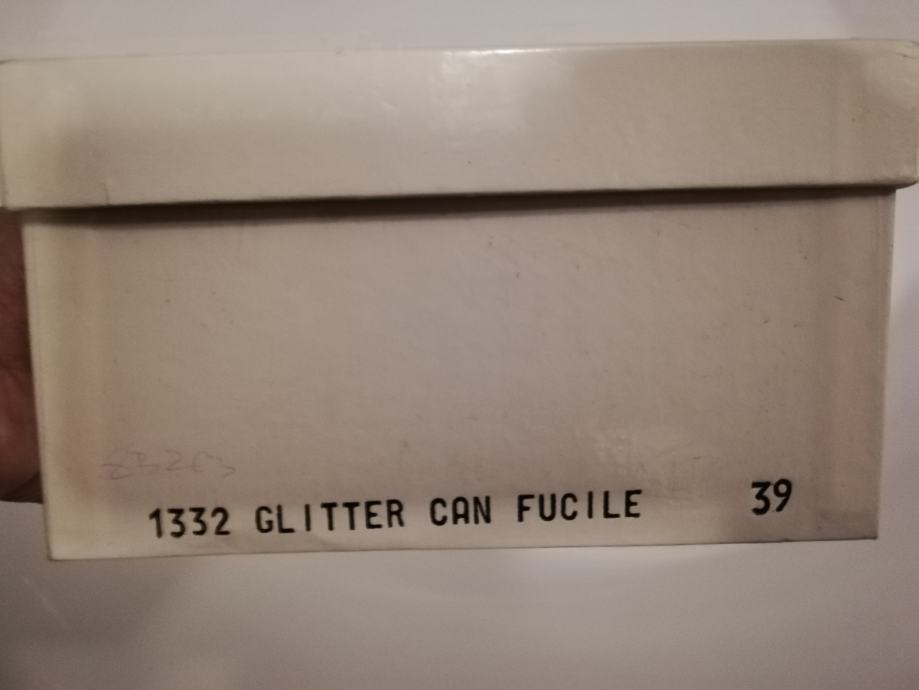 1332 GLITTER CAN FUCILE 39